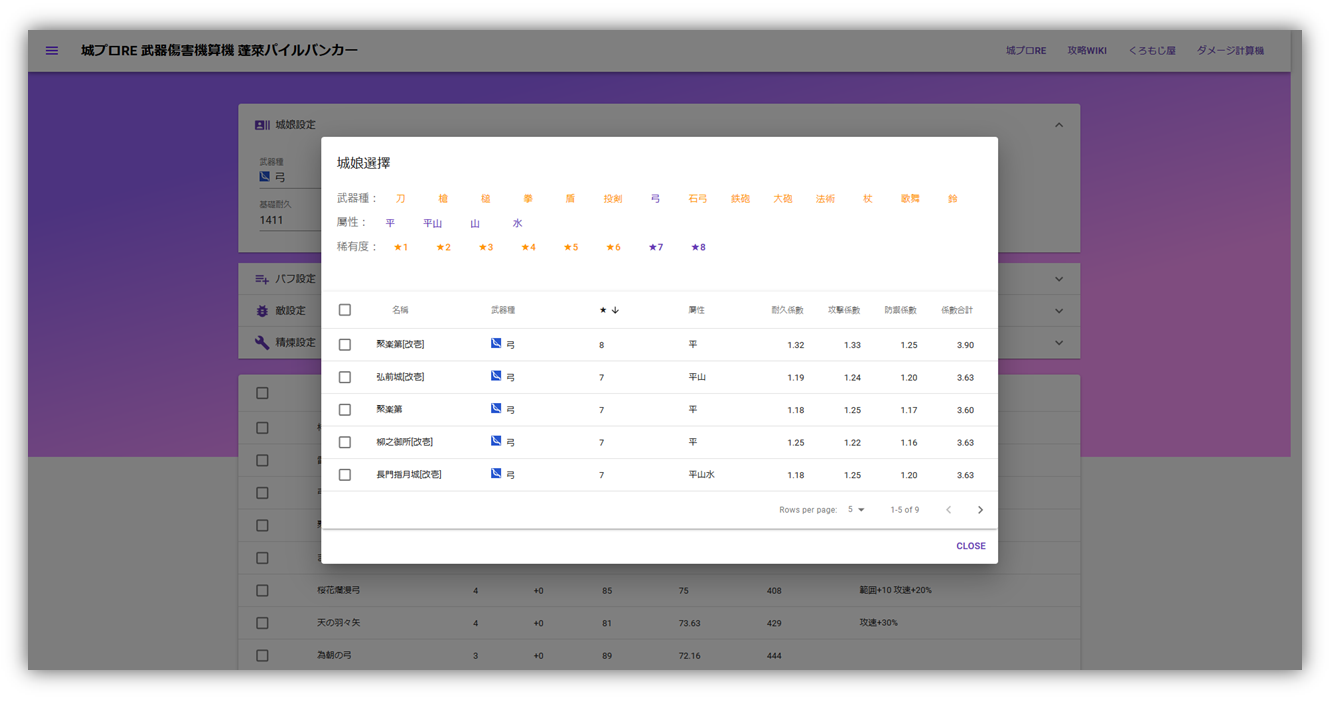 城プロRE 武器傷害機算機 蓬萊パイルバンカー
城プロRE 攻略WIKI くろもじ屋 ダメージ計算機
城娘設定
武器種
弓
基礎耐久
1411
バフ設定
敵設定
精煉設定
城娘選擇
武器種： 刀 槍 鎚 拳 盾 投剣 弓 石弓 鉄砲 大砲 法術 杖 歌舞 鈴
屬性： 平 平山 山 水
稀有度： ★1 ★2 ★3 ★4 ★5 ★6 ★7 ★8
名稱 武器種 ★ ↓ 屬性 耐久係數 攻擊係數 防禦係數 係數合計
聚楽第[改壱] 弓 8 平 1.32 1.33 1.25 3.90
弘前城[改壱] 弓 7 平山 1.19 1.24 1.20 3.63
聚楽第 弓 7 平 1.18 1.25 1.17 3.60
柳之御所[改壱] 弓 7 平 1.25 1.22 1.16 3.63
長門指月城[改壱] 弓 7 平山水 1.18 1.25 1.20 3.63
Rows per page: 5 1-5 of 9
CLOSE
桜花爛漫弓 4 +0 85 75 408 範囲+10 攻速+20%
天の羽々矢 4 +0 81 73.63 429 攻速+30%
為朝の弓 3 +0 89 72.16 444